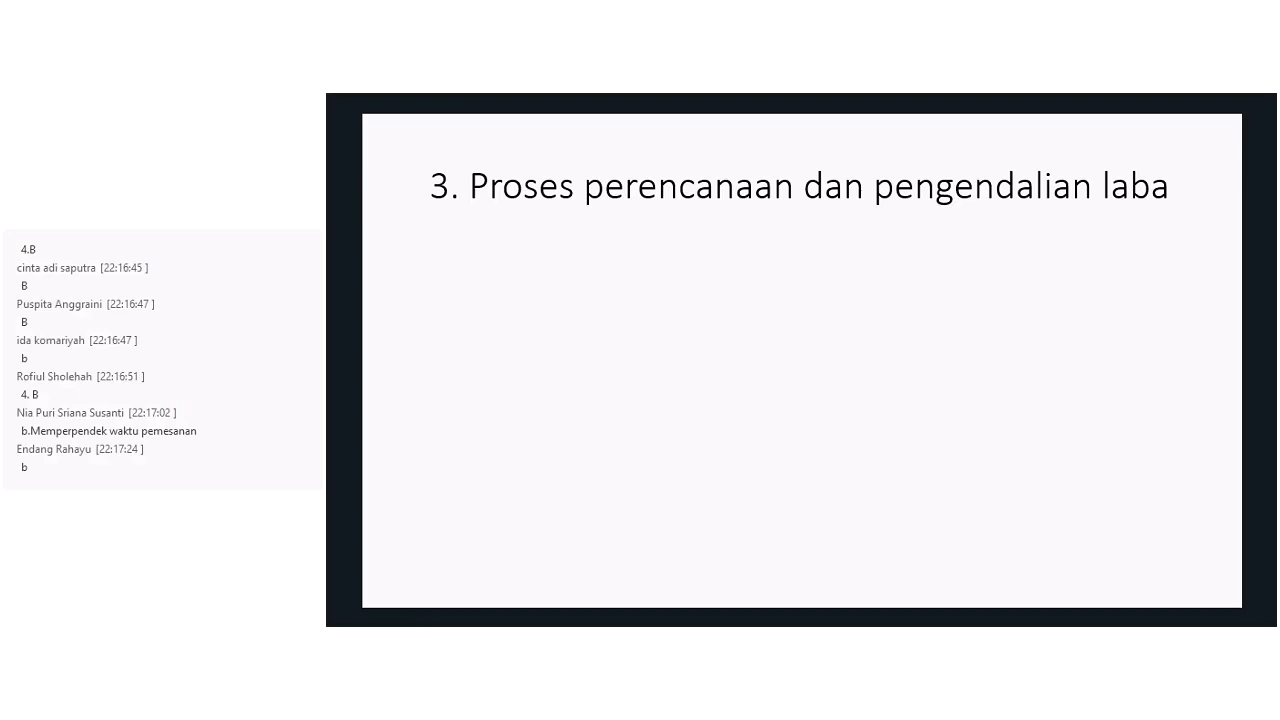 4.B
cinta adi saputra [22:16:45 ]
B
Puspita Anggraini [22:16:47 ]
B
ida komariyah [22:16:47 ]
b
Rofiul Sholehah [22:16:51 ]
4. B
Nia Puri Sriana Susanti [22:17:02 ]
b.Memperpendek waktu pemesanan
Endang Rahayu [22:17:24 ]
b
3. Proses perencanaan dan pengendalian laba